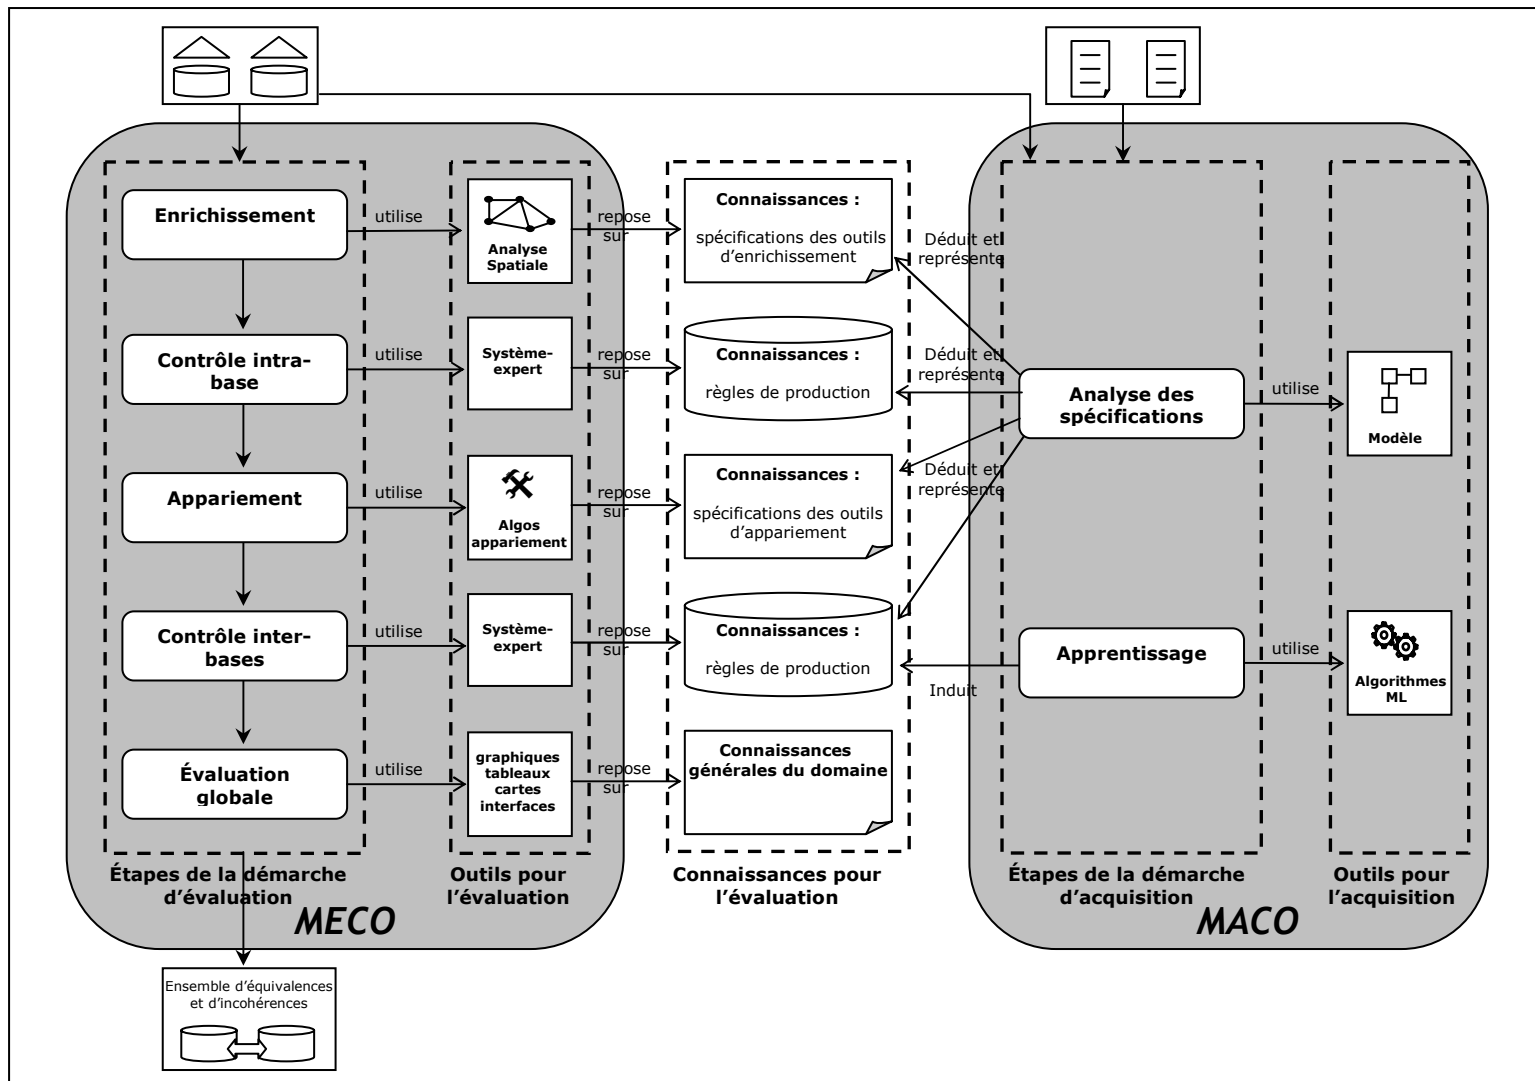 Enrichissement
utilise
Analyse
Spatiale
repose
sur
Connaissances :
spécifications des outils
d’enrichissement
Déduit et
représente
Contrôle intra-
base
utilise
Système-
expert
repose
sur
Connaissances :
règles de production
Déduit et
représente
Analyse des
spécifications
utilise
Modèle
Appariement
utilise
Algos
appariement
repose
sur
Connaissances :
spécifications des outils
d’appariement
Déduit et
représente
Contrôle inter-
bases
utilise
Système-
expert
repose
sur
Connaissances :
règles de production
Induit
Apprentissage
utilise
Algorithmes
ML
Évaluation
globale
utilise
graphiques
tableaux
cartes
interfaces
repose
sur
Connaissances
générales du domaine
Étapes de la démarche
d’évaluation
Outils pour
l’évaluation
Connaissances pour
l’évaluation
Étapes de la démarche
d’acquisition
Outils pour
l’acquisition
MECO
MACO
Ensemble d’équivalences
et d’incohérences